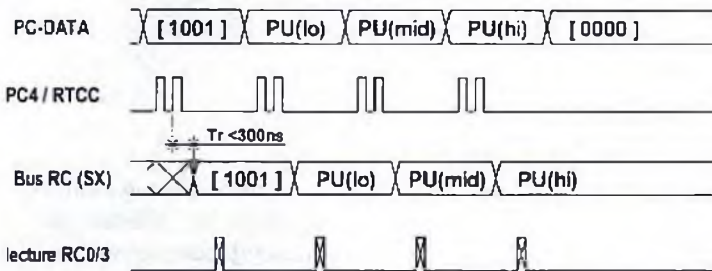 PC-DATA [1001] PU(lo) PU(mid) PU(hi) [0000]
PC4 / RTCC
Tr <300ns
Bus RC (SX) [1001] PU(lo) PU(mid) PU(hi)
lecture RC0/3